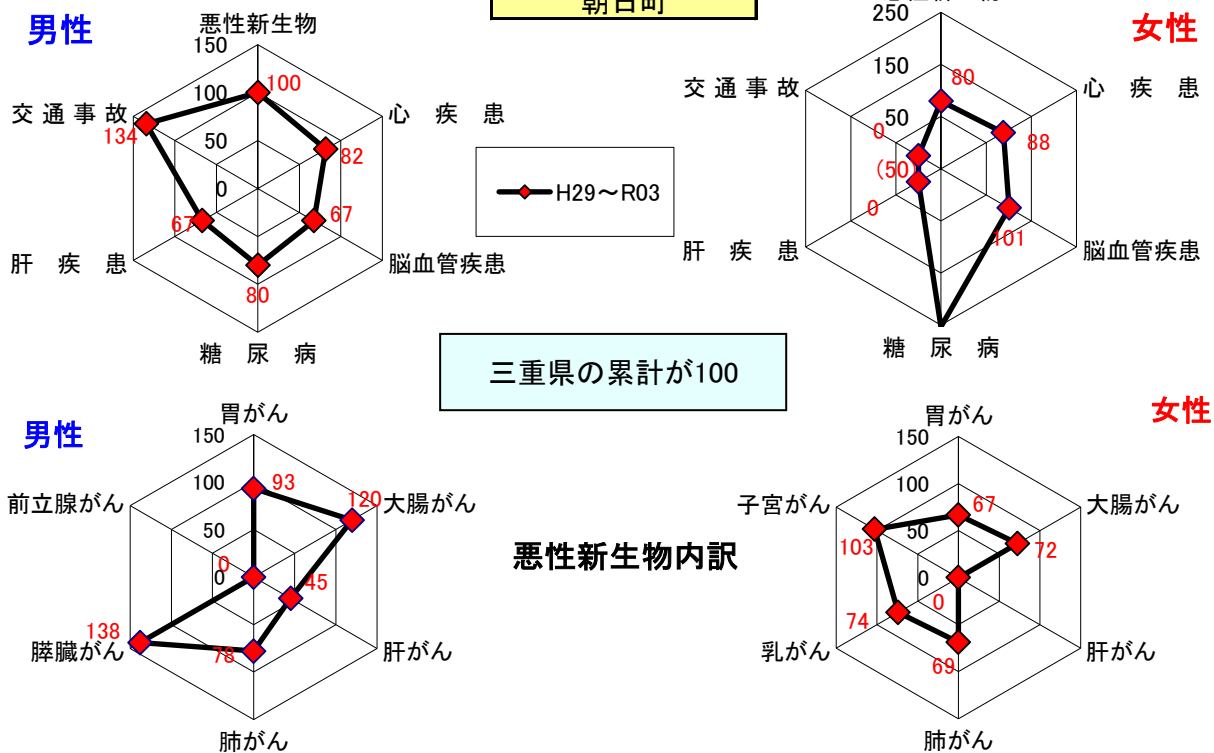 朝日町
男性
悪性新生物
150
100
50
0
交通事故
心疾患
肝疾患
脳血管疾患
糖尿病
100
82
67
80
67
134
H29～R03
女性
250
150
50
(50)
交通事故
心疾患
肝疾患
脳血管疾患
糖尿病
80
88
101
0
0
三重県の累計が100
男性
胃がん
150
100
50
0
前立腺がん
大腸がん
膵臓がん
肝がん
肺がん
93
120
45
78
138
0
悪性新生物内訳
女性
胃がん
150
100
50
0
子宮がん
大腸がん
乳がん
肝がん
肺がん
67
72
0
69
74
103